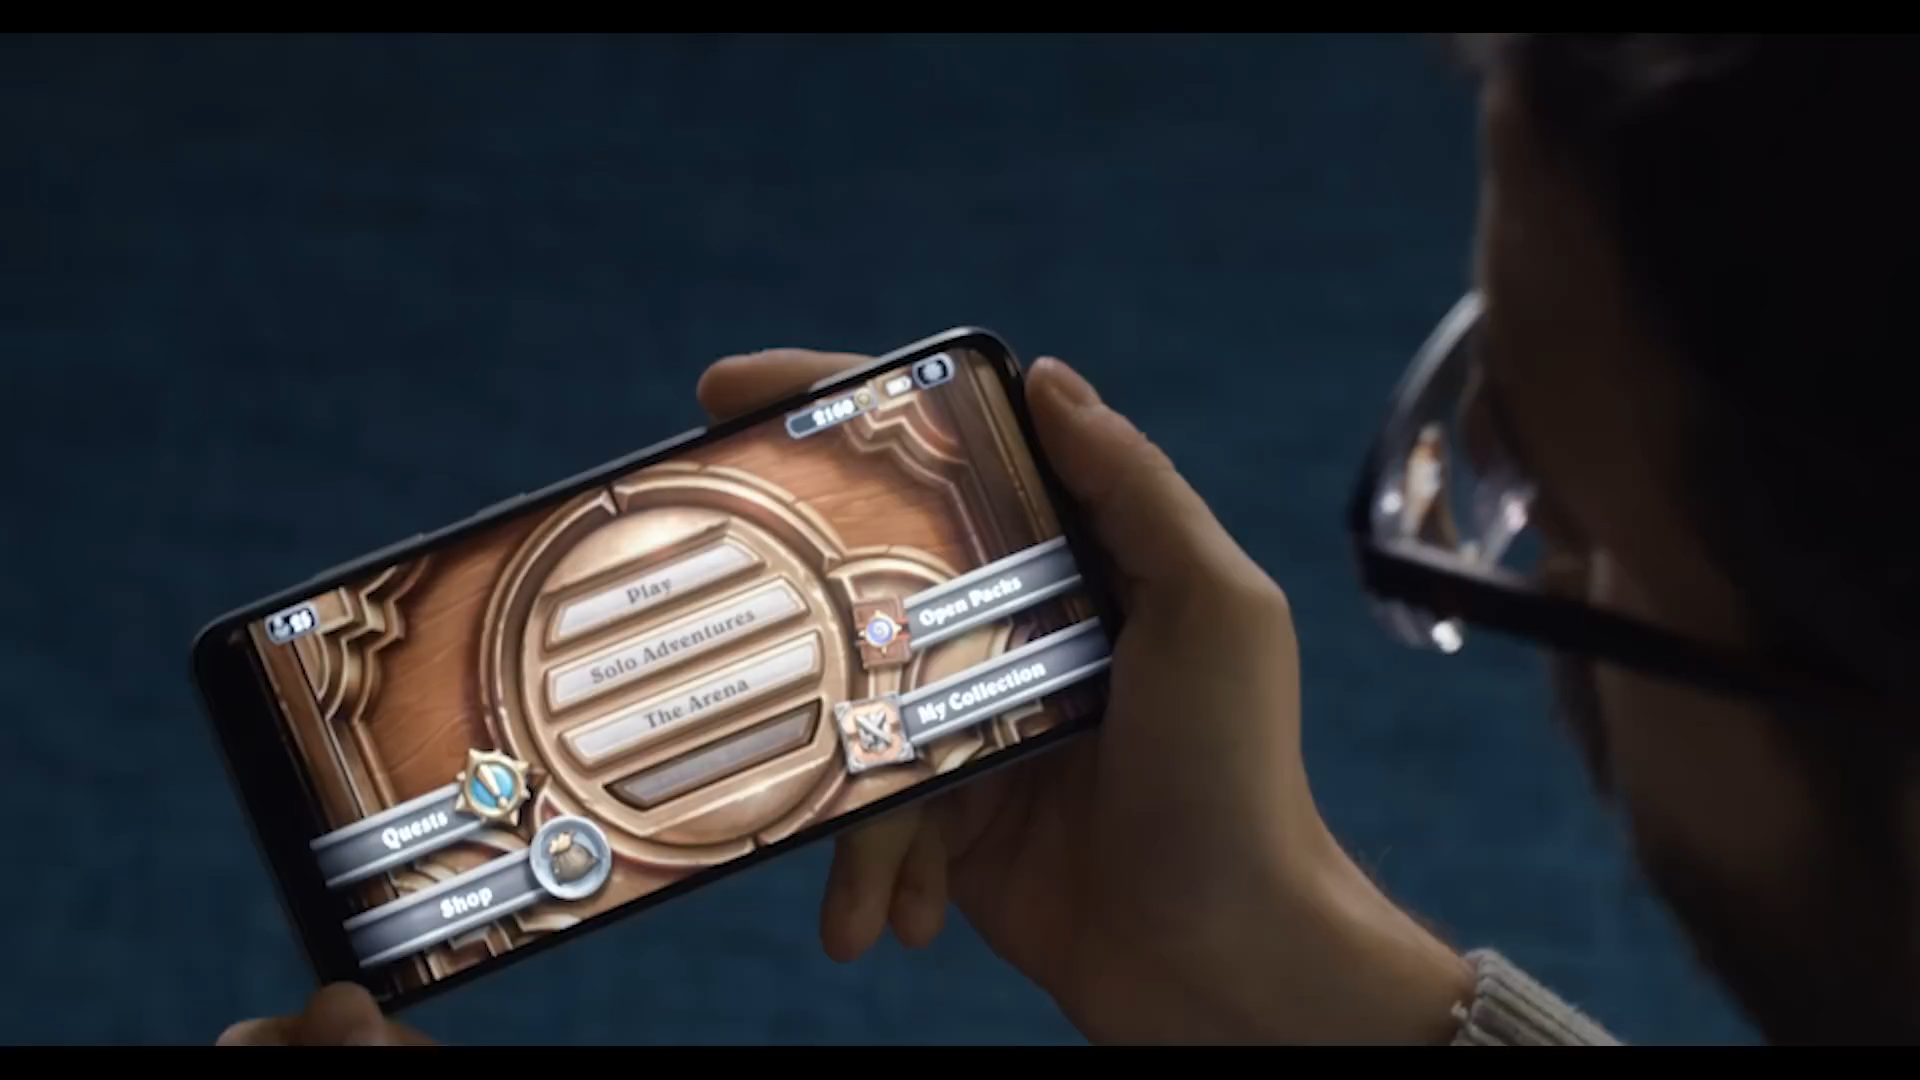 2160
Play
Solo Adventures
The Arena
Open Packs
My Collection
Quests
Shop